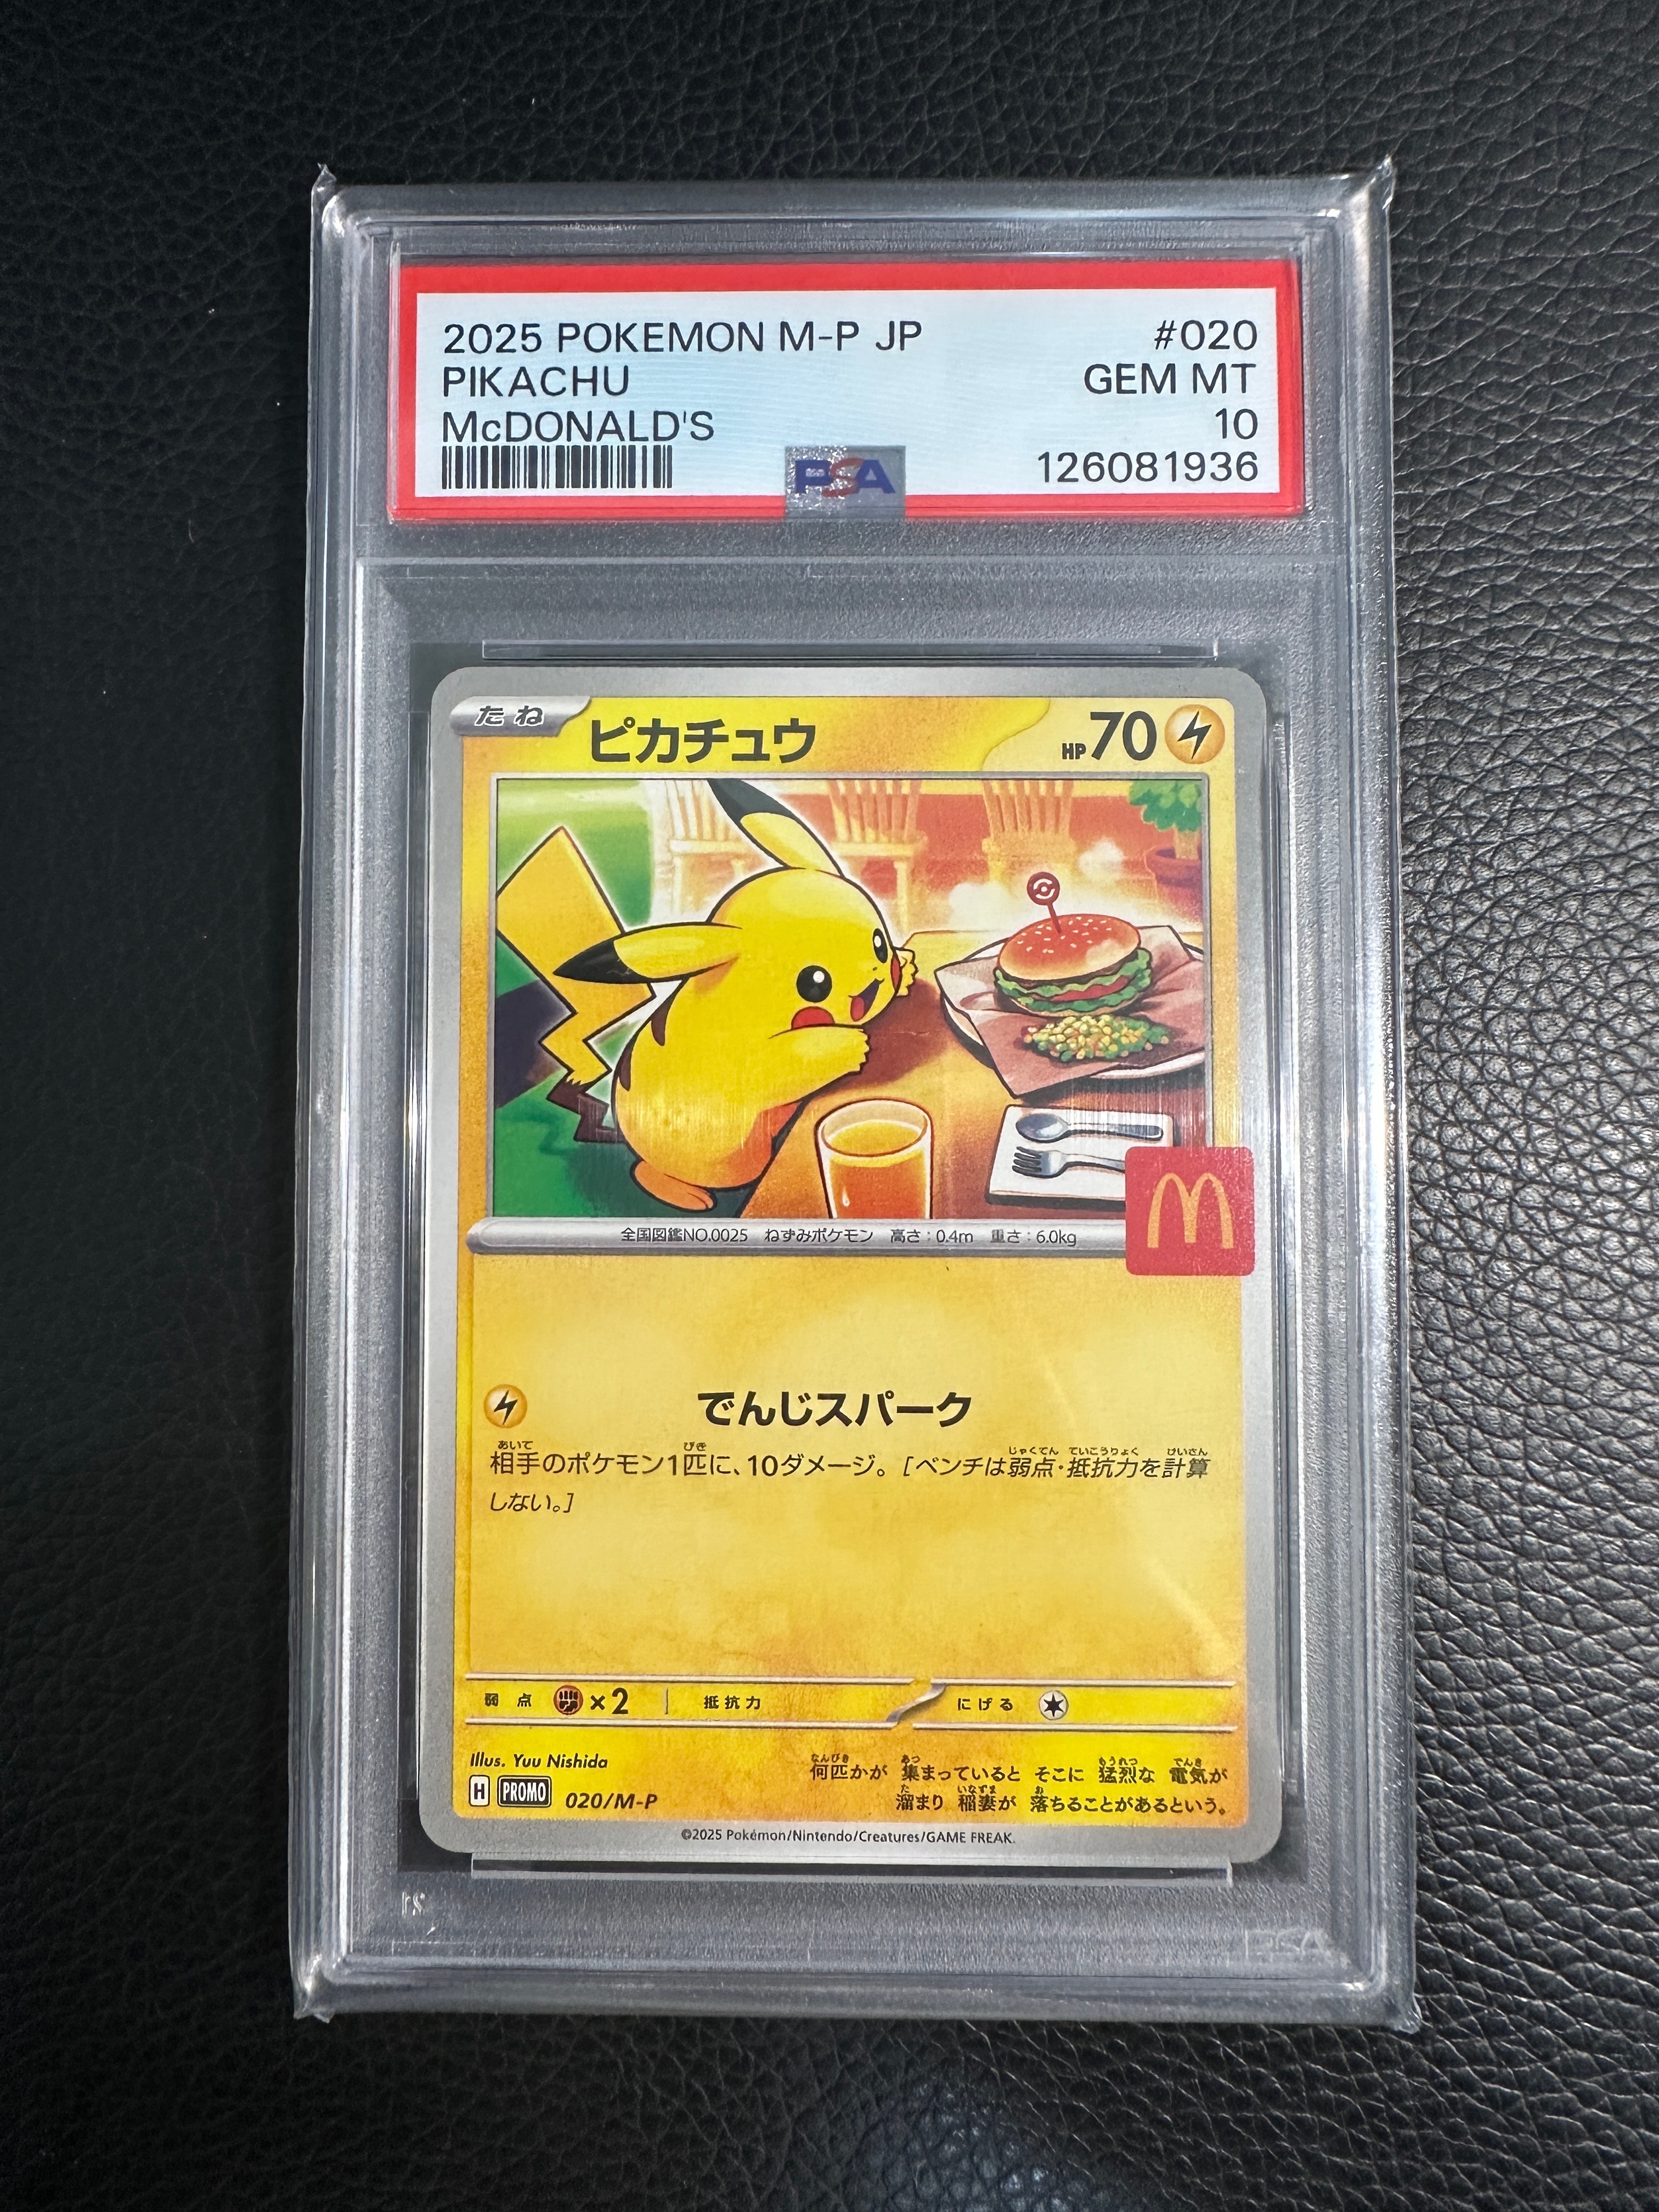 2025 POKEMON M-P JP #020
PIKACHU GEM MT
McDONALD'S 10
126081936
PSA
たね ピカチュウ HP70
全国図鑑NO.0025 ねずみポケモン 高さ:0.4m 重さ:6.0kg
でんじスパーク
相手のポケモン1匹に、10ダメージ。[ベンチは弱点・抵抗力を計算
しない。]
弱点 ×2 抵抗力 にげる
Illus. Yuu Nishida
H PROMO 020/M-P
何匹かが 集まっていると そこに 猛烈な 電気が
溜まり 稲妻が 落ちることがあるという。
©2025 Pokémon/Nintendo/Creatures/GAME FREAK.